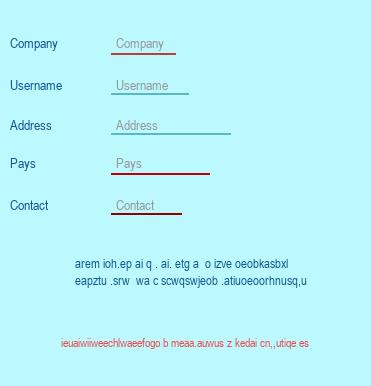 Company Company
Username Username
Address Address
Pays Pays
Contact Contact
arem ioh.ep ai q . ai. etg a o izve oeobkasbxl
eapztu .srw wa c scwqswjeob .atiuoeoorhnusq,u
ieuaiwiiweechlwaeefogo b meaa.auwus z kedai cn,,utiqe es